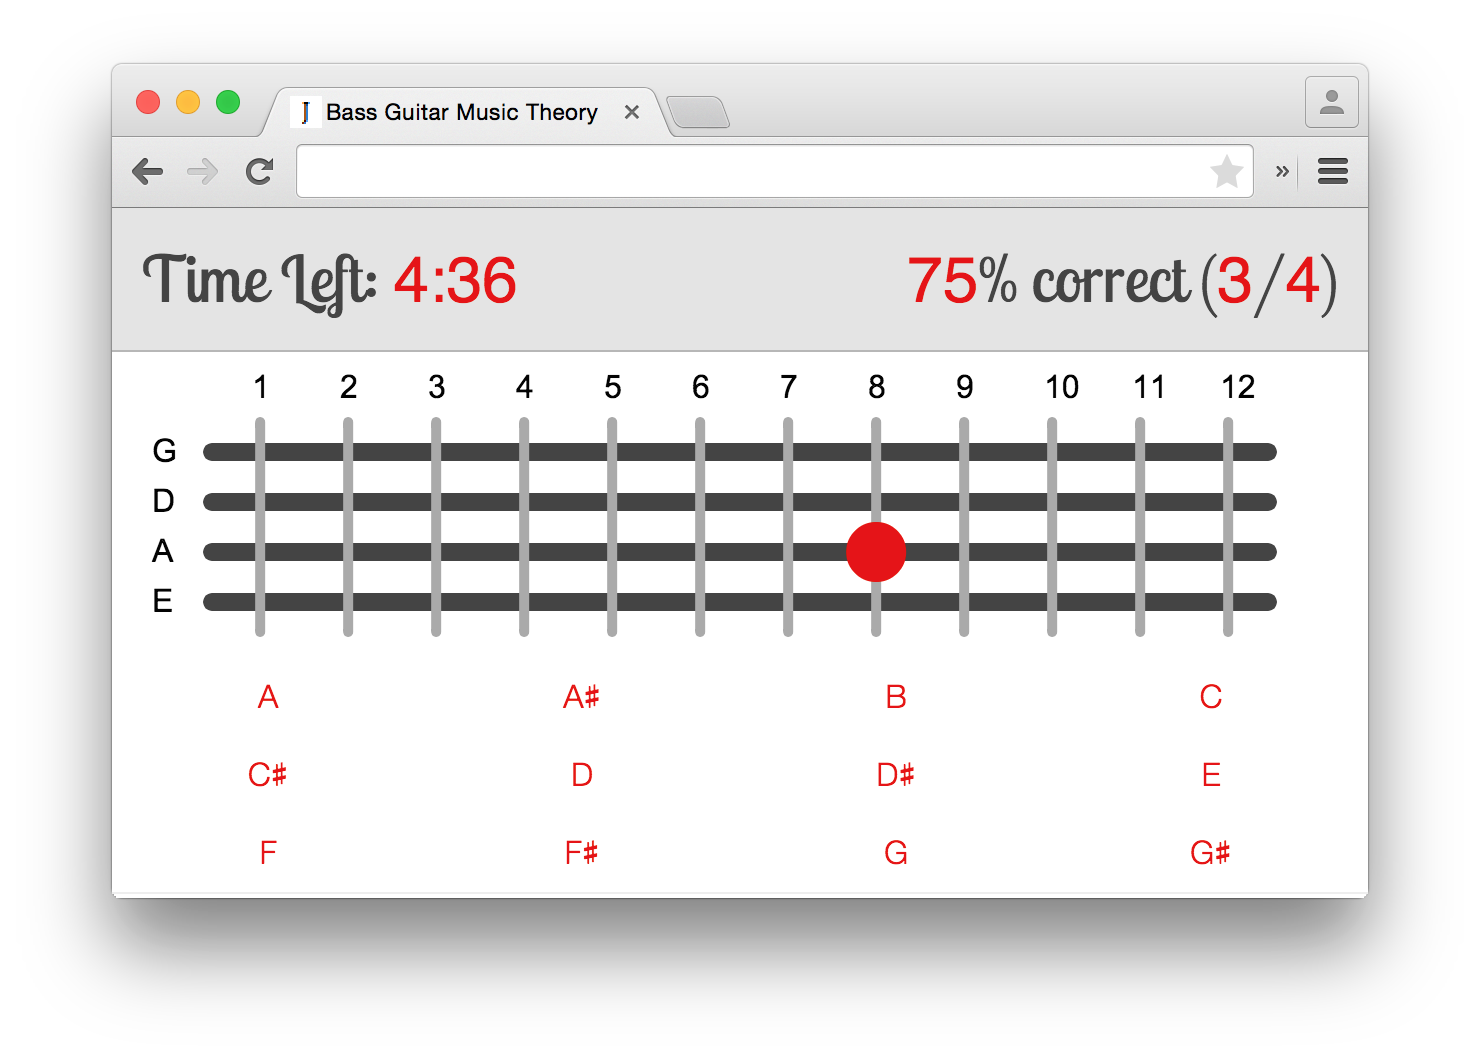 J Bass Guitar Music Theory
Time Left: 4:36 75% correct (3/4)
1 2 3 4 5 6 7 8 9 10 11 12
G
D
A
E
A A♯ B C
C♯ D D♯ E
F F♯ G G♯